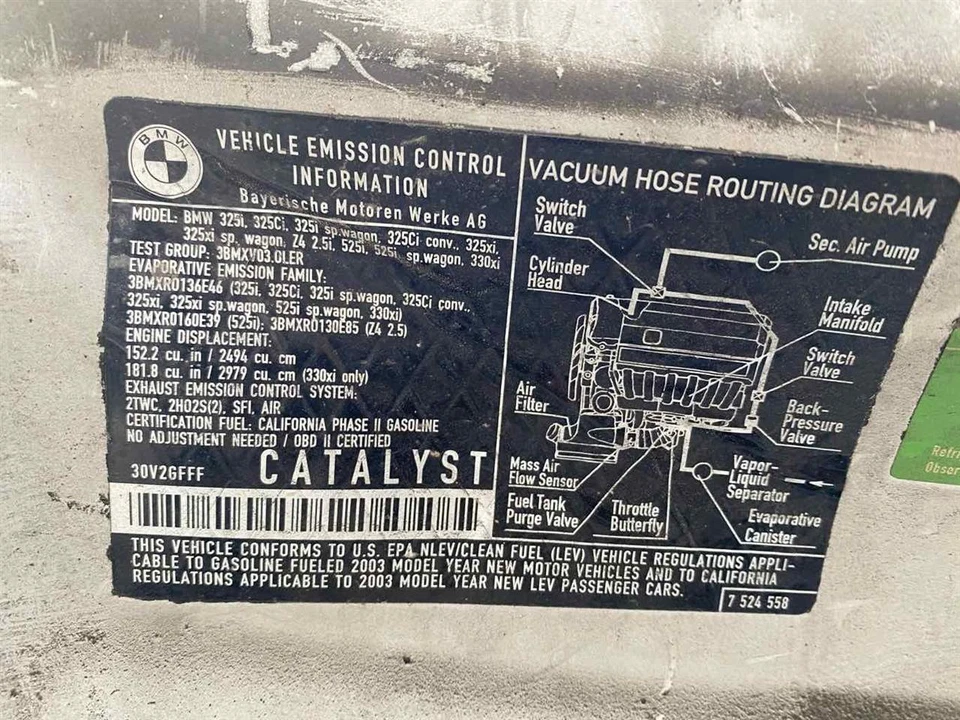 BMW
VEHICLE EMISSION CONTROL
INFORMATION
Bayerische Motoren Werke AG
MODEL: BMW 325i, 325Ci, 325i sp.wagon, 325Ci conv., 325xi,
325xi sp. wagon, Z4 2.5i, 525i, 525i sp.wagon, 330xi
TEST GROUP: 3BMXV03.0LER
EVAPORATIVE EMISSION FAMILY:
3BMXR0136E46 (325i, 325Ci, 325i sp.wagon, 325Ci conv.,
325xi, 325xi sp.wagon, 525i sp.wagon, 330xi)
3BMXR0160E39 (525i); 3BMXR0130E85 (Z4 2.5)
ENGINE DISPLACEMENT:
152.2 cu. in / 2494 cu. cm
181.8 cu. in / 2979 cu. cm (330xi only)
EXHAUST EMISSION CONTROL SYSTEM:
2TWC, 2HO2S(2), SFI, AIR
CERTIFICATION FUEL: CALIFORNIA PHASE II GASOLINE
NO ADJUSTMENT NEEDED / OBD II CERTIFIED
30V2GFFF
CATALYST
VACUUM HOSE ROUTING DIAGRAM
Switch
Valve
Sec. Air Pump
Cylinder
Head
Intake
Manifold
Switch
Valve
Air
Filter
Back-
Pressure
Valve
Mass Air
Flow Sensor
Vapor-
Liquid
Separator
Fuel Tank
Purge Valve
Throttle
Butterfly
Evaporative
Canister
THIS VEHICLE CONFORMS TO U.S. EPA NLEV/CLEAN FUEL (LEV) VEHICLE REGULATIONS APPLI-
CABLE TO GASOLINE FUELED 2003 MODEL YEAR NEW MOTOR VEHICLES AND TO CALIFORNIA
REGULATIONS APPLICABLE TO 2003 MODEL YEAR NEW LEV PASSENGER CARS.
7 524 558
Refri
Obser